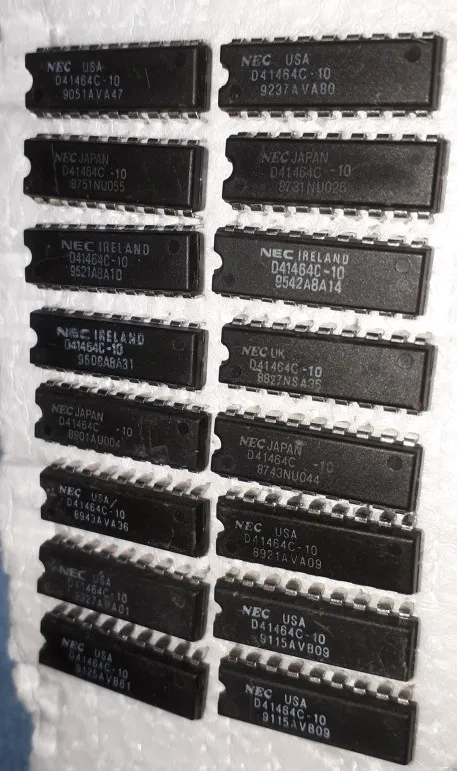 NEC USA
D41464C-10
9051AVA47
NEC USA
D41464C-10
9237AVA80
NEC JAPAN
D41464C -10
8751NU055
NEC JAPAN
D41464C -10
8731NU026
NEC IRELAND
D41464C-10
9521A8A10
NEC IRELAND
D41464C-10
9542A8A14
NEC IRELAND
D41464C-10
NEC UK
D41464C -10
8827NSA35
NEC JAPAN
D41464C -10
8901AU004
NEC JAPAN
D41464C -10
8743NU044
NEC USA
D41464C-10
8943AVA36
NEC USA
D41464C-10
8921AVA09
NEC USA
D41464C-10
NEC USA
D41464C-10
9115AVB09
NEC USA
D41464C-10
9125AVB61
NEC USA
D41464C-10
9115AVB09